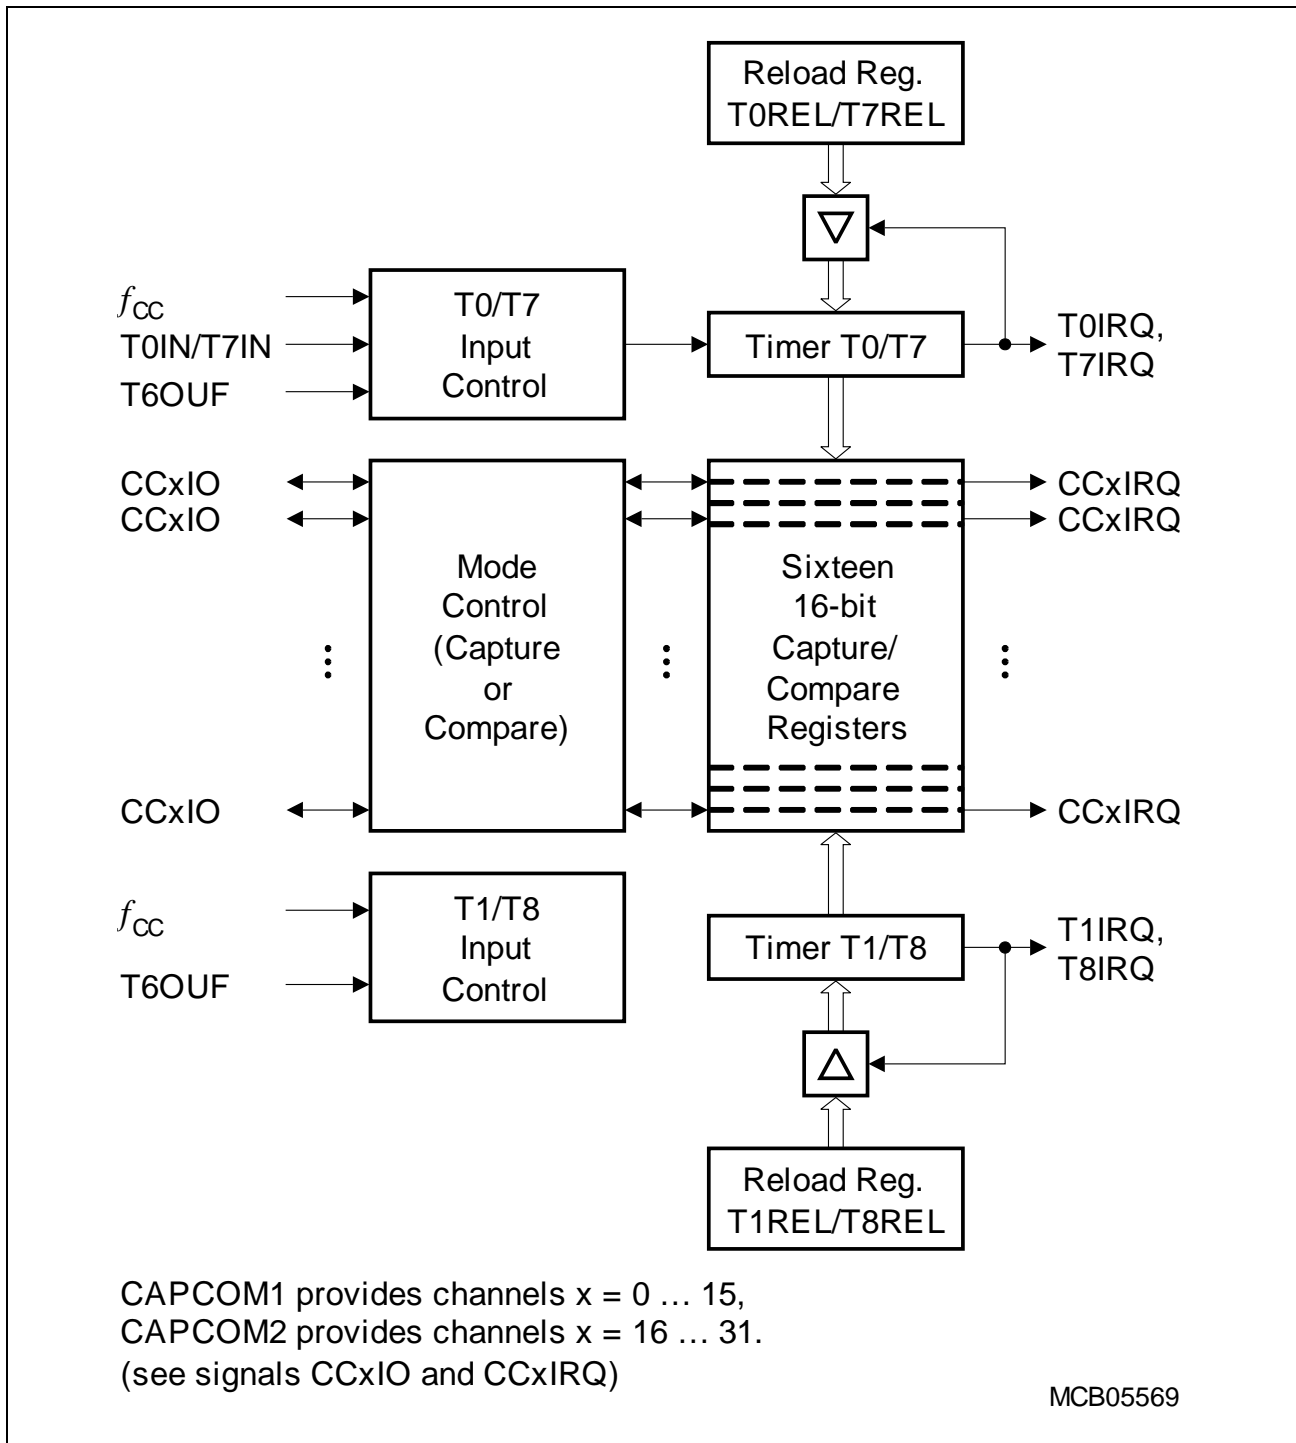 Reload Reg.
T0REL/T7REL
fCC
T0IN/T7IN
T6OUF
T0/T7
Input
Control
Timer T0/T7
T0IRQ,
T7IRQ
CCxIO
CCxIO
CCxIO
Mode
Control
(Capture
or
Compare)
Sixteen
16-bit
Capture/
Compare
Registers
CCxIRQ
CCxIRQ
CCxIRQ
fCC
T6OUF
T1/T8
Input
Control
Timer T1/T8
T1IRQ,
T8IRQ
Reload Reg.
T1REL/T8REL
CAPCOM1 provides channels x = 0 … 15,
CAPCOM2 provides channels x = 16 … 31.
(see signals CCxIO and CCxIRQ)
MCB05569